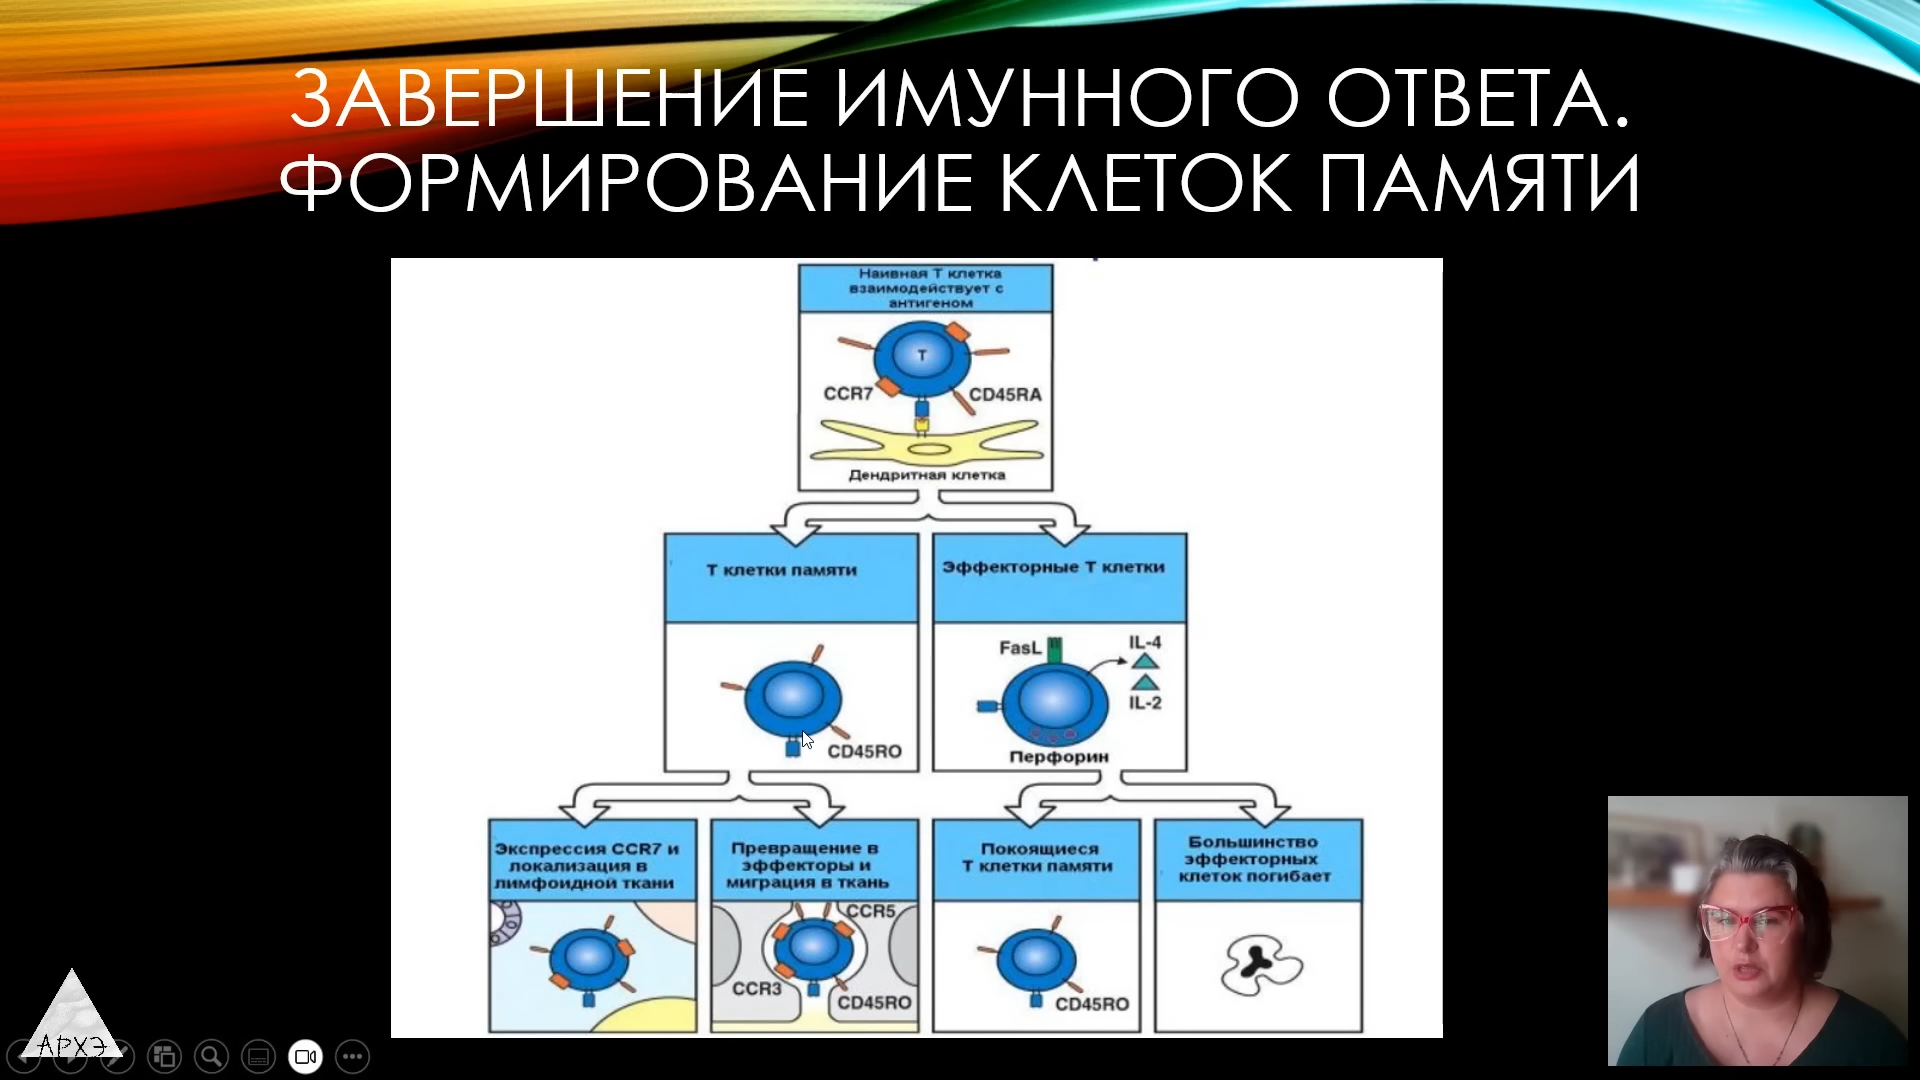 ЗАВЕРШЕНИЕ ИМУННОГО ОТВЕТА.
ФОРМИРОВАНИЕ КЛЕТОК ПАМЯТИ
Наивная Т клетка
взаимодействует с
антигеном
T
CCR7
CD45RA
Дендритная клетка
Т клетки памяти
Эффекторные Т клетки
CD45RO
FasL
IL-4
IL-2
Перфорин
Экспрессия CCR7 и
локализация в
лимфоидной ткани
Превращение в
эффекторы и
миграция в ткань
CCR5
CCR3
CD45RO
Покоящиеся
Т клетки памяти
CD45RO
Большинство
эффекторных
клеток погибает
АРХЭ